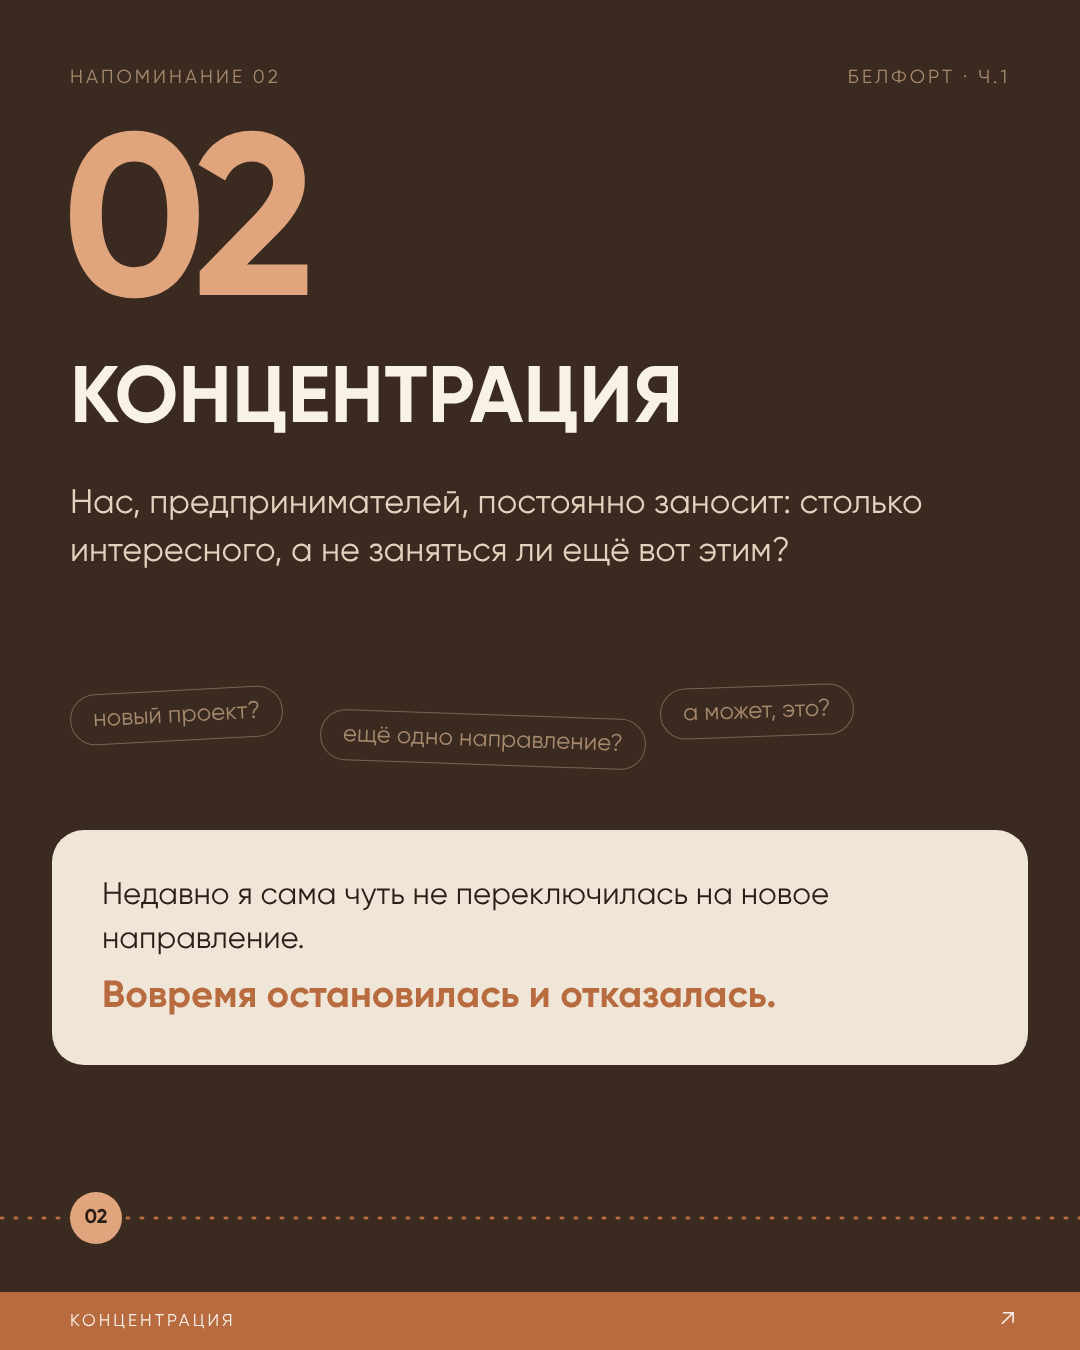 НАПОМИНАНИЕ 02
БЕЛФОРТ · Ч.1
02
КОНЦЕНТРАЦИЯ
Нас, предпринимателей, постоянно заносит: столько
интересного, а не заняться ли ещё вот этим?
новый проект?
ещё одно направление?
а может, это?
Недавно я сама чуть не переключилась на новое
направление.
Вовремя остановилась и отказалась.
02
КОНЦЕНТРАЦИЯ